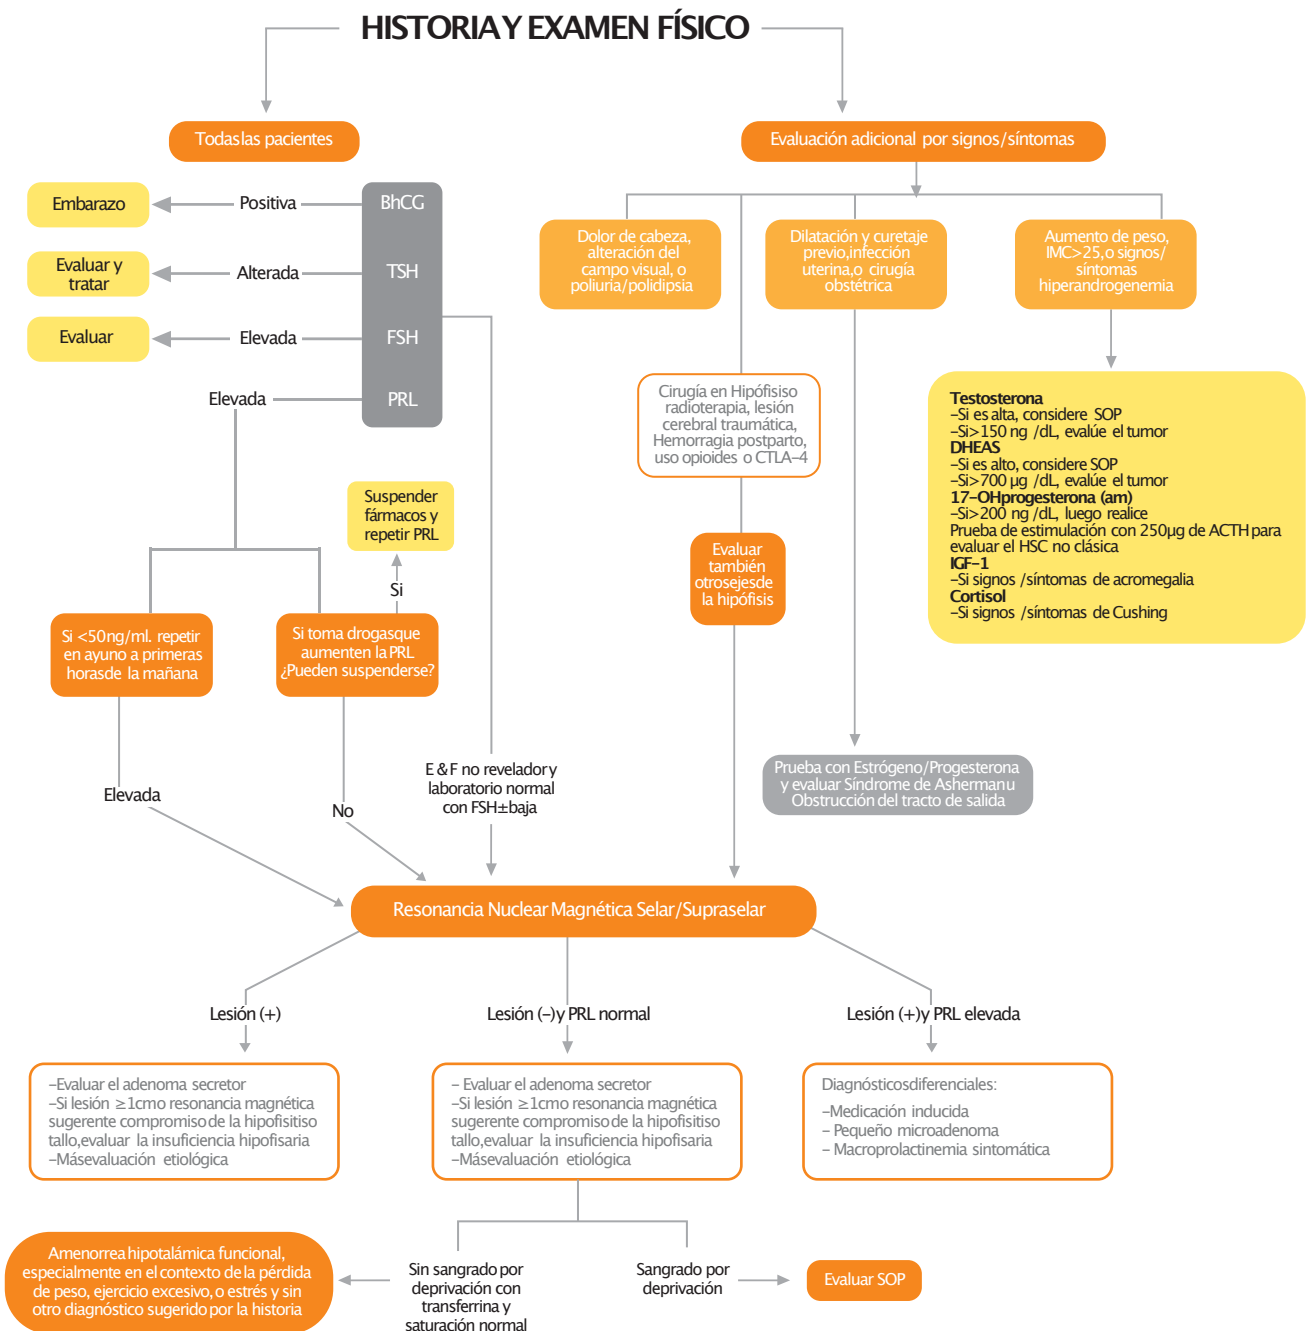 HISTORIA Y EXAMEN FÍSICO
Todas las pacientes
Evaluación adicional por signos/síntomas
Embarazo
Positiva
BhCG
Evaluar y
tratar
Alterada
TSH
Evaluar
Elevada
FSH
Elevada
PRL
Dolor de cabeza,
alteración del
campo visual, o
poliuria/polidipsia
Dilatación y curetaje
previo,infección
uterina,o cirugía
obstétrica
Aumento de peso,
IMC>25,o signos/
síntomas
hiperandrogenemia
Cirugía en Hipófisiso
radioterapia, lesión
cerebral traumática,
Hemorragia postparto,
uso opioides o CTLA-4
Testosterona
-Si es alta, considere SOP
-Si>150 ng /dL, evalúe el tumor
DHEAS
-Si es alto, considere SOP
-Si>700 µg /dL, evalúe el tumor
17-OHprogesterona (am)
-Si>200 ng /dL, luego realice
Prueba de estimulación con 250µg de ACTH para
evaluar el HSC no clásica
IGF-1
-Si signos /síntomas de acromegalia
Cortisol
-Si signos /síntomas de Cushing
Suspender
fármacos y
repetir PRL
Si
Evaluar
también
otrosejesde
la hipófisis
Si <50ng/ml. repetir
en ayuno a primeras
horasde la mañana
Si toma drogasque
aumenten la PRL
¿Pueden suspenderse?
Elevada
No
E & F no revelador y
laboratorio normal
con FSH±baja
Prueba con Estrógeno/Progesterona
y evaluar Síndrome de Asherman u
Obstrucción del tracto de salida
Resonancia Nuclear Magnética Selar/Supraselar
Lesión (+)
Lesión (-)y PRL normal
Lesión (+)y PRL elevada
-Evaluar el adenoma secretor
-Si lesión ≥1cmo resonancia magnética
sugerente compromiso de la hipofisitiso
tallo,evaluar la insuficiencia hipofisaria
-Másevaluación etiológica
- Evaluar el adenoma secretor
-Si lesión ≥1cmo resonancia magnética
sugerente compromiso de la hipofisitiso
tallo,evaluar la insuficiencia hipofisaria
-Másevaluación etiológica
Diagnósticosdiferenciales:
-Medicación inducida
- Pequeño microadenoma
- Macroprolactinemia sintomática
Amenorrea hipotalámica funcional,
especialmente en el contexto de la pérdida
de peso, ejercicio excesivo, o estrés y sin
otro diagnóstico sugerido por la historia
Sin sangrado por
deprivación con
transferrina y
saturación normal
Sangrado por
deprivación
Evaluar SOP